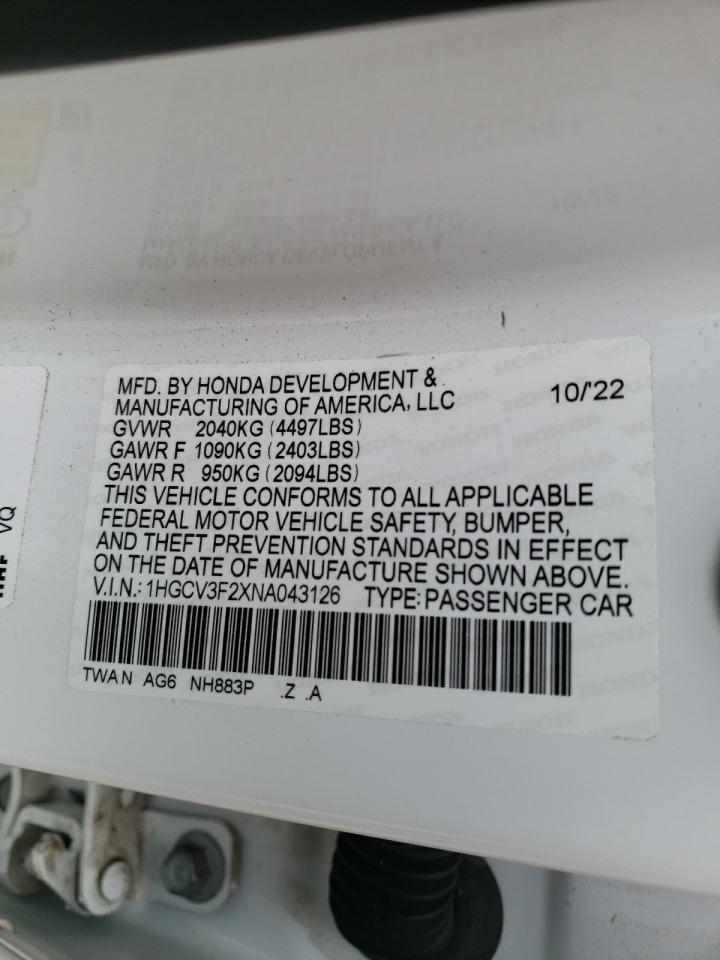 MFD. BY HONDA DEVELOPMENT &
MANUFACTURING OF AMERICA, LLC 10/'22
GVWR 2040KG (4497LBS)
GAWR F 1090KG (2403LBS)
GAWR R 950KG (2094LBS)
THIS VEHICLE CONFORMS TO ALL APPLICABLE
FEDERAL MOTOR VEHICLE SAFETY, BUMPER,
AND THEFT PREVENTION STANDARDS IN EFFECT
ON THE DATE OF MANUFACTURE SHOWN ABOVE.
V.I.N.: 1HGCV3F2XNA043126 TYPE: PASSENGER CAR
TWAN AG6 NH883P .Z .A
VQ